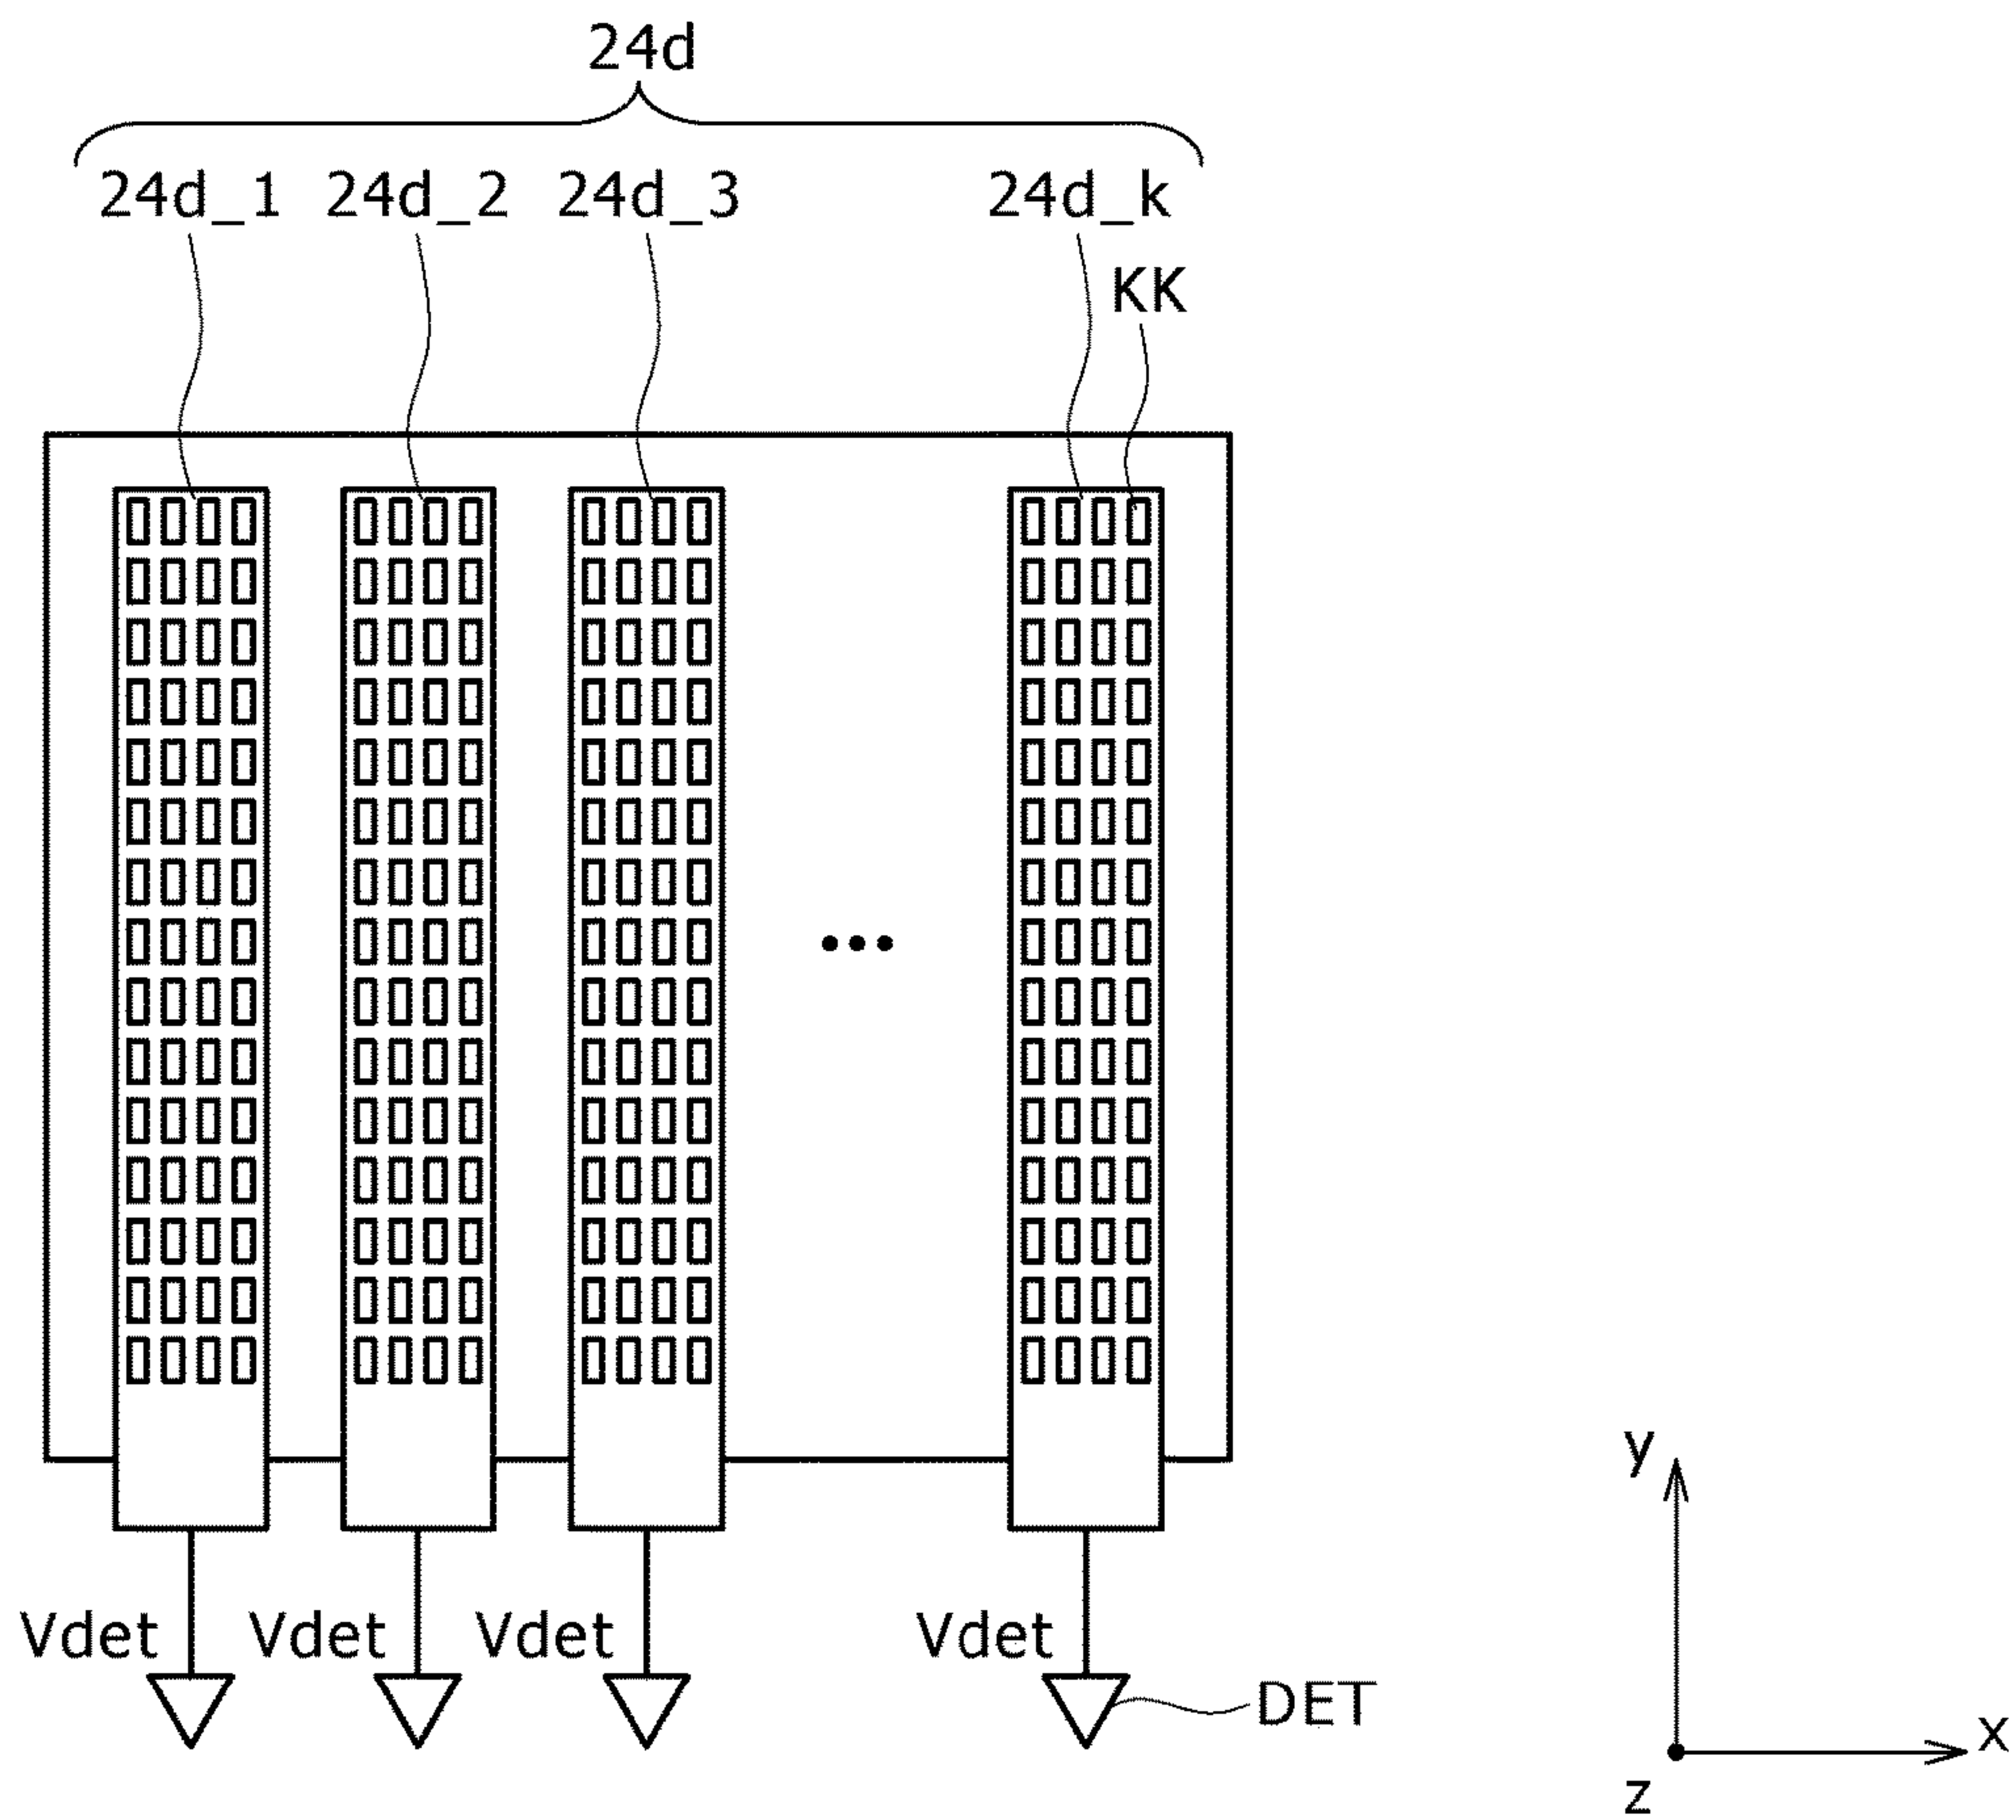 24d
24d_1 24d_2 24d_3 24d_k
KK
y
Vdet Vdet Vdet Vdet
DET
x
z